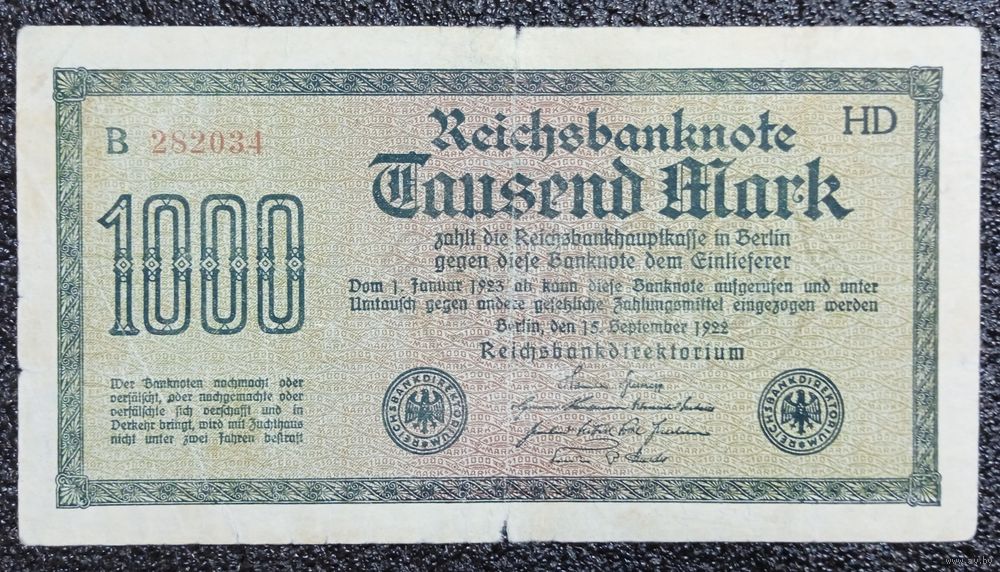 B 282034
HD
1000
Reichsbanknote
Tausend Mark
zahlt die Reichsbankhauptkasse in Berlin
gegen diese Banknote dem Einlieferer
Vom 1. Januar 1923 ab kann diese Banknote aufgerufen und unter
Umtausch gegen andere gesetzliche Zahlungsmittel eingezogen werden
Berlin, den 15. September 1922
Reichsbankdirektorium
Wer Banknoten nachmacht oder
verfälscht, oder nachgemachte oder
verfälschte sich verschafft und in
Verkehr bringt, wird mit Zuchthaus
nicht unter zwei Jahren bestraft
REICHSBANKDIREKTORIUM
REICHSBANKDIREKTORIUM